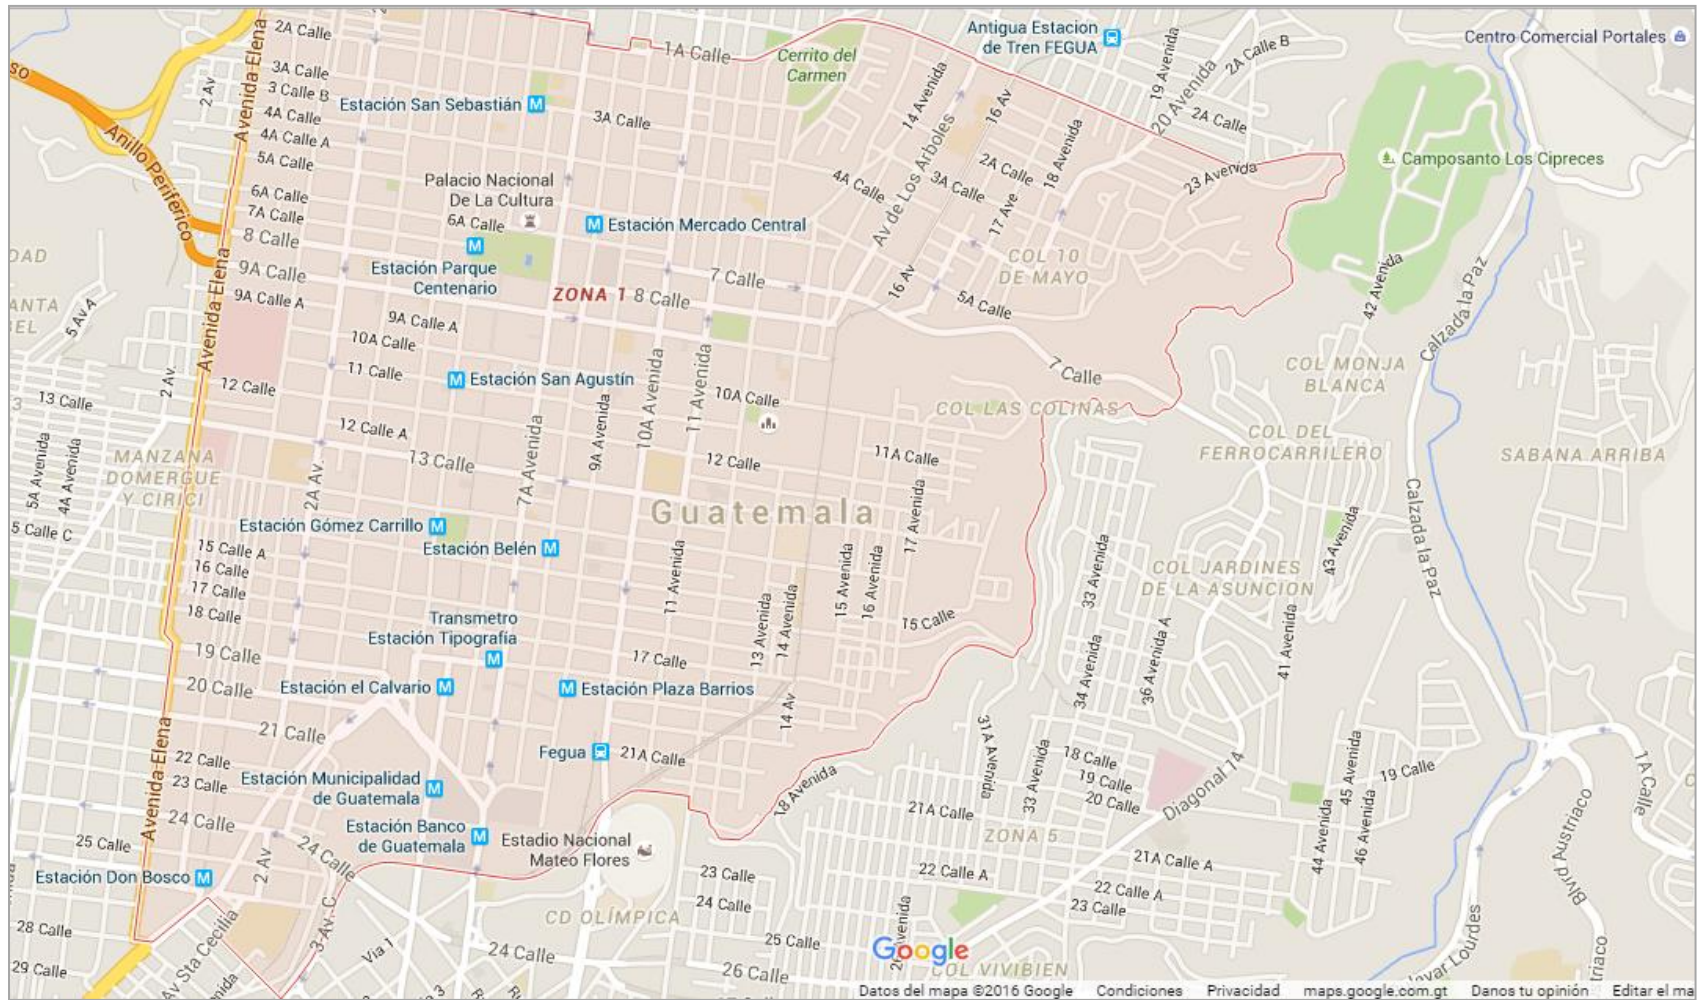 2A Calle
1A Calle
Cerrito del
Carmen
Antigua Estacion
de Tren FEGUA
19 Avenida
2A Calle B
Centro Comercial Portales
Avenida Elena
2 Av
3A Calle
3 Calle B
4A Calle
4A Calle A
5A Calle
6A Calle
7A Calle
8 Calle
9A Calle
9A Calle A
Anillo Periferico
Estación San Sebastián
3A Calle
14 Avenida
Av de Los Arboles
16 Av
20 Avenida
2A Calle
18 Avenida
2A Calle
3A Calle
4A Calle
17 Ave
23 Avenida
Camposanto Los Cipreces
Palacio Nacional
De La Cultura
6A Calle
Estación Mercado Central
Estación Parque
Centenario
ZONA 1
8 Calle
7 Calle
16 Av
5A Calle
COL 10
DE MAYO
42 Avenida
Calzada la Paz
Avenida Elena
5 Av A
2 Av.
9A Calle A
10A Calle
11 Calle
12 Calle
Estación San Agustín
10A Avenida
11 Avenida
10A Calle
7 Calle
COL LAS COLINAS
COL MONJA
BLANCA
13 Calle
5A Avenida
4A Avenida
MANZANA
DOMERGUE
Y CIRICI
12 Calle A
13 Calle
2A Av.
7A Avenida
9A Avenida
12 Calle
11A Calle
17 Avenida
COL DEL
FERROCARRILERO
SABANA ARRIBA
Guatemala
5 Calle C
Estación Gómez Carrillo
Estación Belén
15 Calle A
16 Calle
17 Calle
18 Calle
19 Calle
20 Calle
11 Avenida
13 Avenida
14 Avenida
15 Avenida
16 Avenida
15 Calle
33 Avenida
COL JARDINES
DE LA ASUNCION
43 Avenida
Calzada la Paz
Transmetro
Estación Tipografía
17 Calle
Estación el Calvario
Estación Plaza Barrios
14 Av
34 Avenida
36 Avenida A
41 Avenida
Avenida Elena
21 Calle
22 Calle
23 Calle
24 Calle
Fegua
21A Calle
Estación Municipalidad
de Guatemala
18 Avenida
31A Avenida
33 Avenida
18 Calle
19 Calle
20 Calle
Diagonal 14
45 Avenida
19 Calle
1A Calle
21A Calle
ZONA 5
44 Avenida
46 Avenida
Blvrd Austriaco
25 Calle
Estación Banco
de Guatemala
Estadio Nacional
Mateo Flores
24 Calle
2 Av
Estación Don Bosco
23 Calle
24 Calle
22 Calle A
21A Calle A
22 Calle A
23 Calle
28 Calle
29 Calle
Av Sta Cecilia
3 Av. C
Via 1
CD OLÍMPICA
24 Calle
25 Calle
26 Calle
Google
COL VIVIBIEN
Datos del mapa ©2016 Google Condiciones Privacidad maps.google.com.gt Danos tu opinión Editar el ma